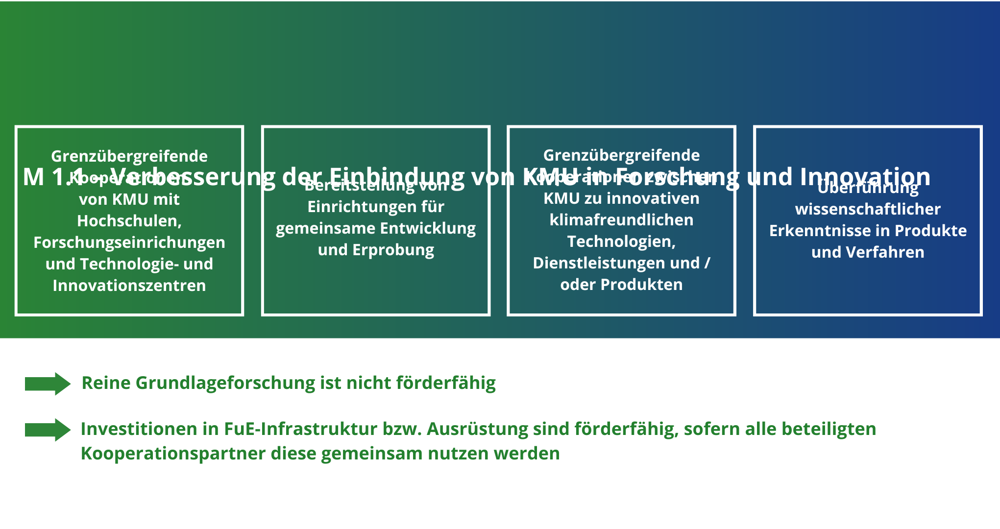 M 1.1 – Verbesserung der Einbindung von KMU in Forschung und Innovation
Grenzübergreifende
Kooperationen
von KMU mit
Hochschulen,
Forschungseinrichungen
und Technologie- und
Innovationszentren
Bereitstellung von
Einrichtungen für
gemeinsame Entwicklung
und Erprobung
Grenzübergreifende
Kooperationen zwischen
KMU zu innovativen
klimafreundlichen
Technologien,
Dienstleistungen und /
oder Produkten
Überführung
wissenschaftlicher
Erkenntnisse in Produkte
und Verfahren
Reine Grundlageforschung ist nicht förderfähig
Investitionen in FuE-Infrastruktur bzw. Ausrüstung sind förderfähig, sofern alle beteiligten
Kooperationspartner diese gemeinsam nutzen werden